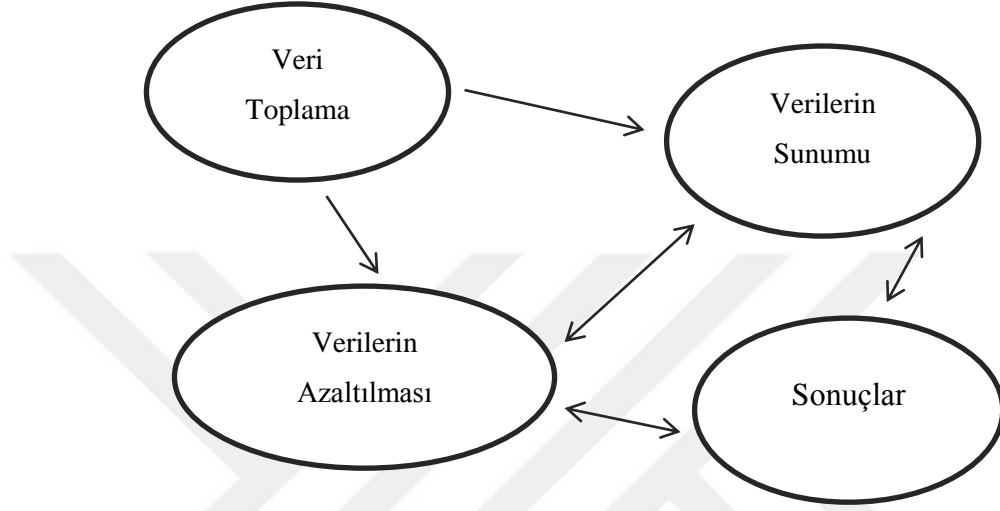 Veri
Toplama
Verilerin
Sunumu
Verilerin
Azaltılması
Sonuçlar